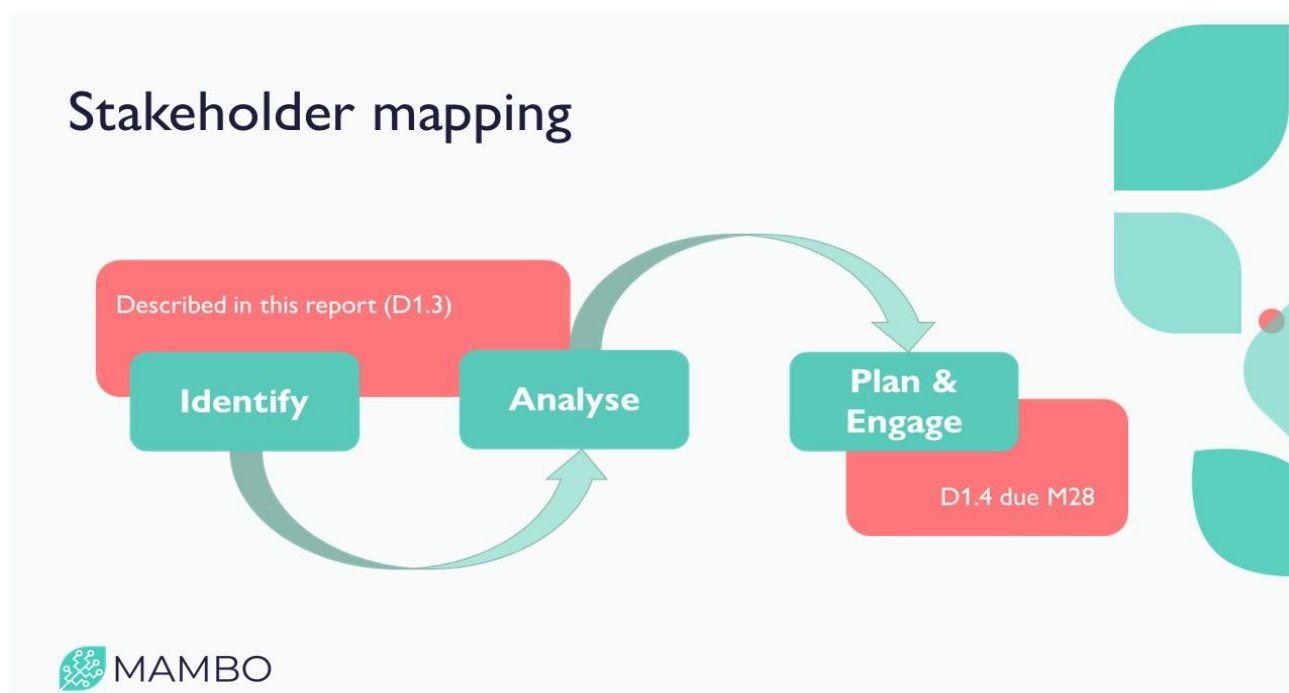 Stakeholder mapping
Described in this report (D1.3)
Identify
Analyse
Plan &
Engage
D1.4 due M28
MAMBO